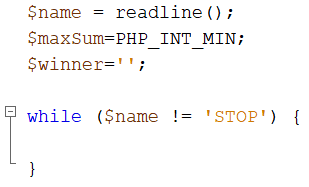 $name = readline();
$maxSum=PHP_INT_MIN;
$winner='';
while ($name != 'STOP') {
}